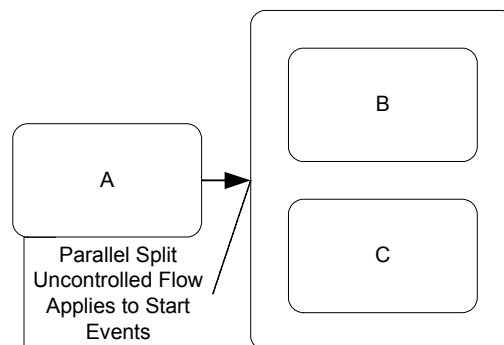 A
B
C
Parallel Split
Uncontrolled Flow
Applies to Start
Events